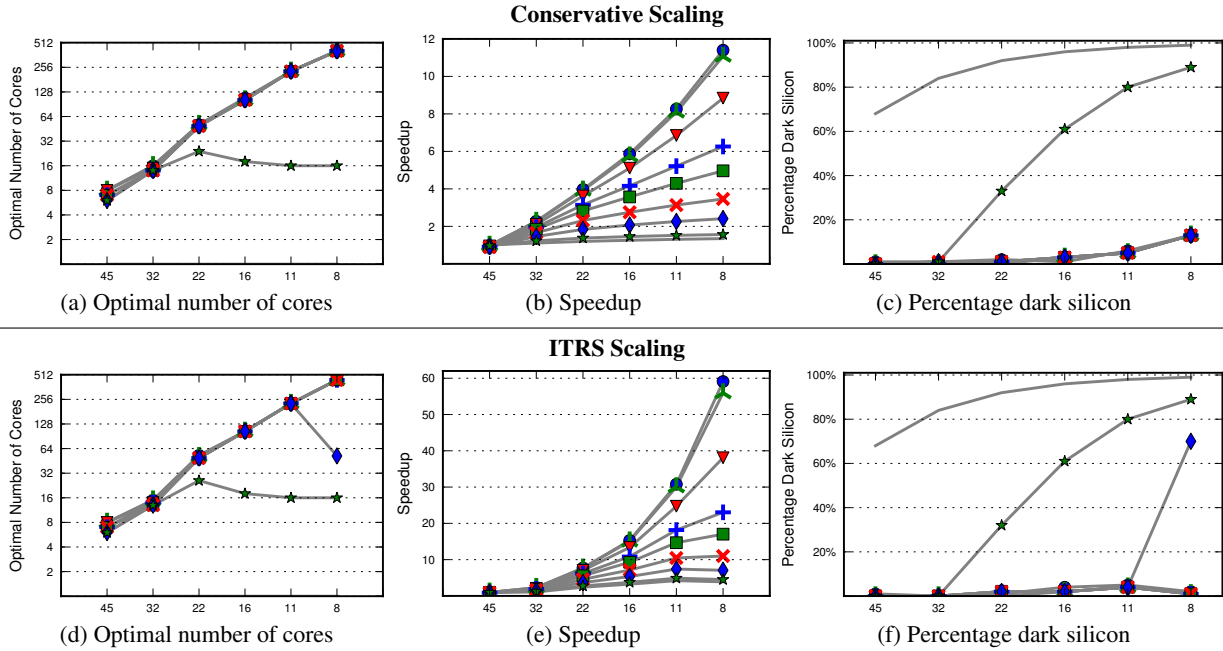 Conservative Scaling
Optimal Number of Cores
512
256
128
64
32
16
8
4
2
45 32 22 16 11 8
(a) Optimal number of cores
Speedup
12
10
8
6
4
2
45 32 22 16 11 8
(b) Speedup
Percentage Dark Silicon
100%
80%
60%
40%
20%
45 32 22 16 11 8
(c) Percentage dark silicon
ITRS Scaling
Optimal Number of Cores
512
256
128
64
32
16
8
4
2
45 32 22 16 11 8
(d) Optimal number of cores
Speedup
60
50
40
30
20
10
45 32 22 16 11 8
(e) Speedup
Percentage Dark Silicon
100%
80%
60%
40%
20%
45 32 22 16 11 8
(f) Percentage dark silicon